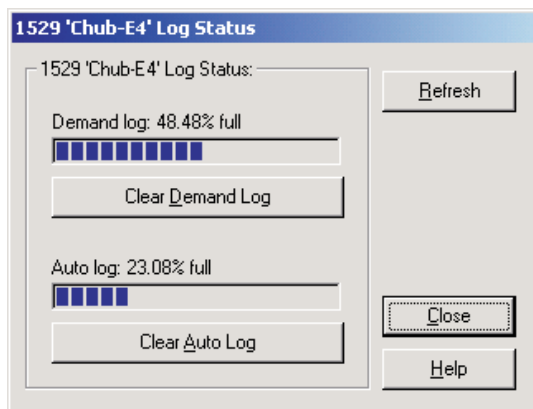 1529 'Chub-E4' Log Status
1529 'Chub-E4' Log Status:
Refresh
Demand log: 48.48% full
Clear Demand Log
Auto log: 23.08% full
Clear Auto Log
Close
Help